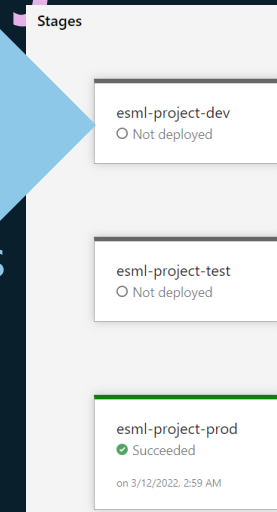 Stages
esml-project-dev
Not deployed
esml-project-test
Not deployed
esml-project-prod
Succeeded
on 3/12/2022, 2:59 AM